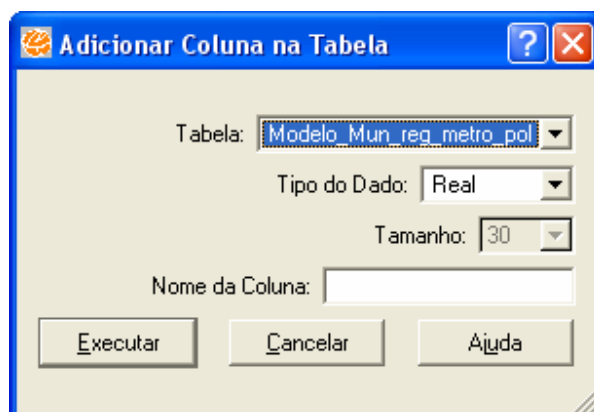 Adicionar Coluna na Tabela
Tabela: Modelo_Mun_reg_metro_pol
Tipo do Dado: Real
Tamanho: 30
Nome da Coluna:
Executar Cancelar Ajuda